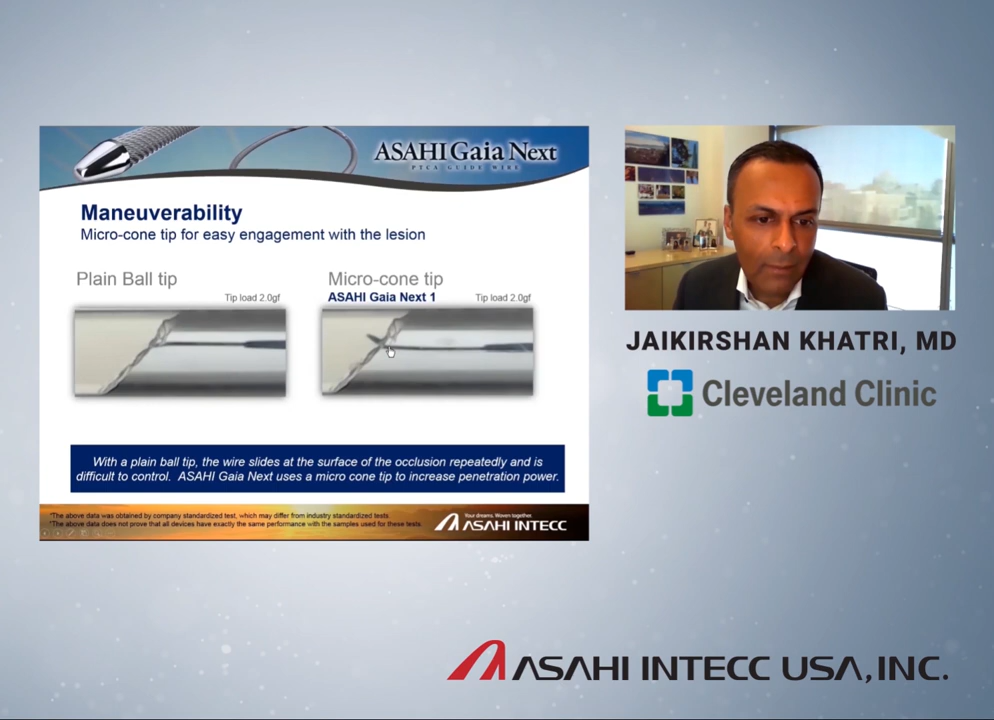 ASAHI Gaia Next
PTCA GUIDE WIRE
Maneuverability
Micro-cone tip for easy engagement with the lesion
Plain Ball tip
Tip load 2.0gf
Micro-cone tip
ASAHI Gaia Next 1
Tip load 2.0gf
With a plain ball tip, the wire slides at the surface of the occlusion repeatedly and is
difficult to control. ASAHI Gaia Next uses a micro cone tip to increase penetration power.
*The above data was obtained by company standardized test, which may differ from industry standardized tests.
*The above data does not prove that all devices have exactly the same performance with the samples used for these tests.
Your dreams. Woven together.
ASAHI INTECC
JAIKIRSHAN KHATRI, MD
Cleveland Clinic
ASAHI INTECC USA, INC.